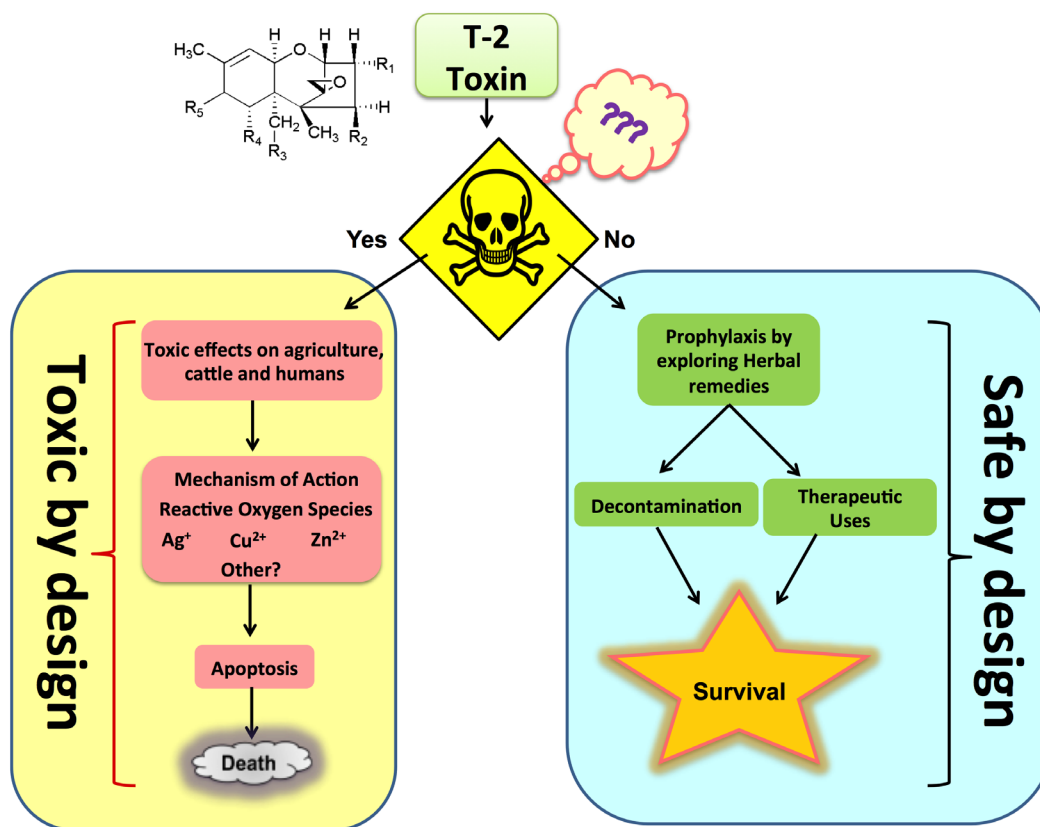 T-2
Toxin
H
H
H
H₃C
O
R₁
O
H
R₅
R₄
CH₂
CH₃
R₂
R₃
???
Yes
No
Toxic by design
Toxic effects on agriculture,
cattle and humans
Mechanism of Action
Reactive Oxygen Species
Ag⁺ Cu²⁺ Zn²⁺
Other?
Apoptosis
Death
Prophylaxis by
exploring Herbal
remedies
Decontamination
Therapeutic
Uses
Survival
Safe by design